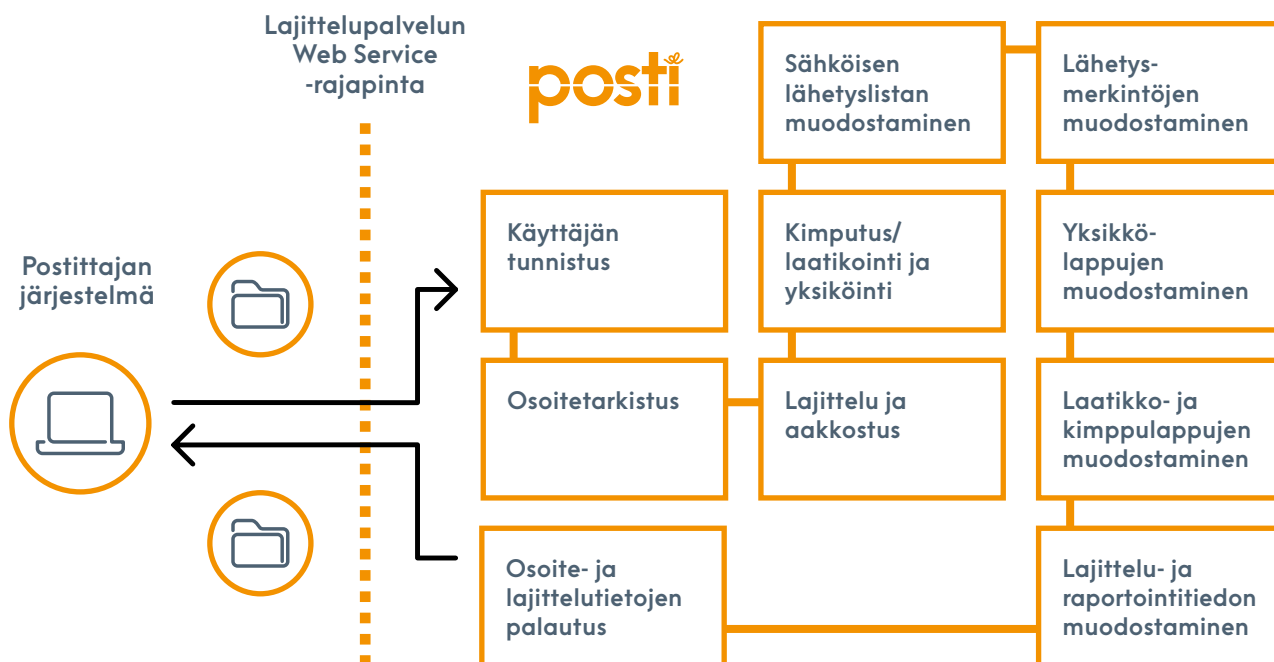 Lajittelupalvelun
Web Service
-rajapinta
posti
Postittajan
järjestelmä
Käyttäjän
tunnistus
Osoitetarkistus
Lajittelu ja
aakkostus
Kimputus/
laatikointi ja
yksiköinti
Sähköisen
lähetyslistan
muodostaminen
Lähetys-
merkintöjen
muodostaminen
Yksikkö-
lappujen
muodostaminen
Laatikko- ja
kimppulappujen
muodostaminen
Lajittelu- ja
raportointitiedon
muodostaminen
Osoite- ja
lajittelutietojen
palautus